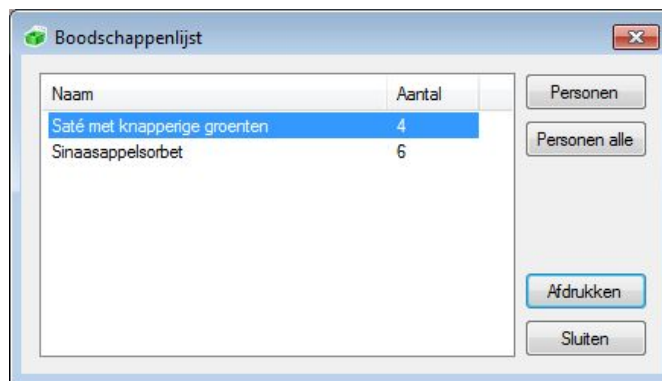 Boodschappenlijst
Naam Aantal
Saté met knapperige groenten 4
Sinaasappelsorbet 6
Personen
Personen alle
Afdrukken
Sluiten